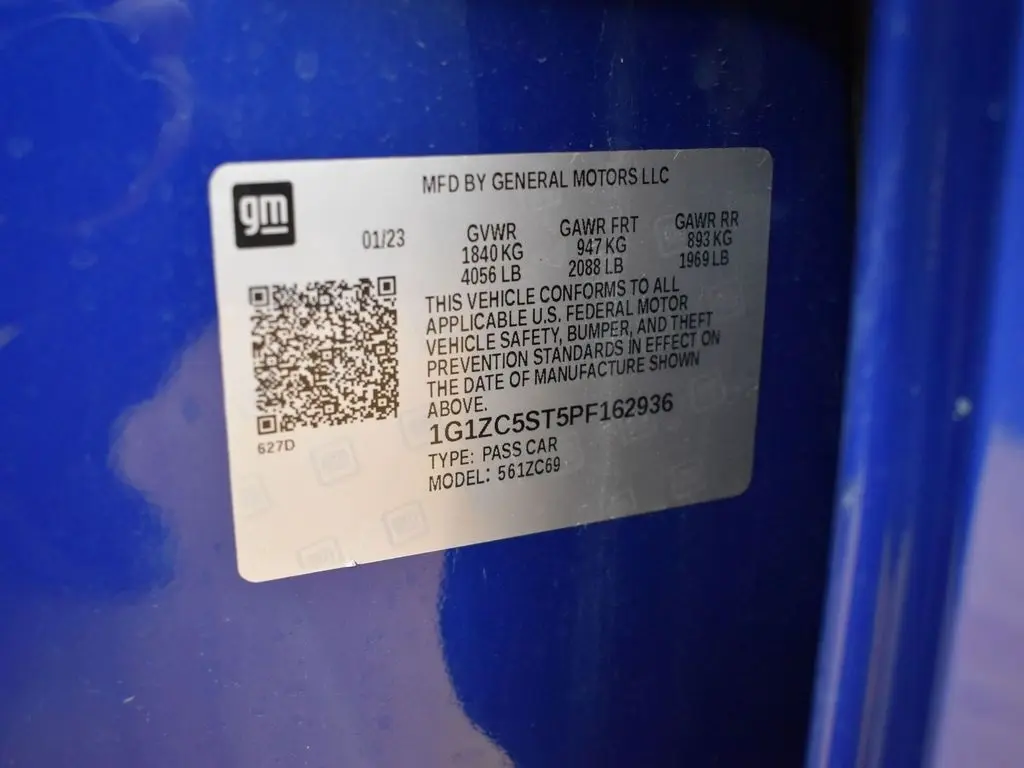 gm
MFD BY GENERAL MOTORS LLC
01/23
GVWR
1840 KG
4056 LB
GAWR FRT
947 KG
2088 LB
GAWR RR
893 KG
1969 LB
THIS VEHICLE CONFORMS TO ALL
APPLICABLE U.S. FEDERAL MOTOR
VEHICLE SAFETY, BUMPER, AND THEFT
PREVENTION STANDARDS IN EFFECT ON
THE DATE OF MANUFACTURE SHOWN
ABOVE.
1G1ZC5ST5PF162936
TYPE: PASS CAR
MODEL: 561ZC69
627D